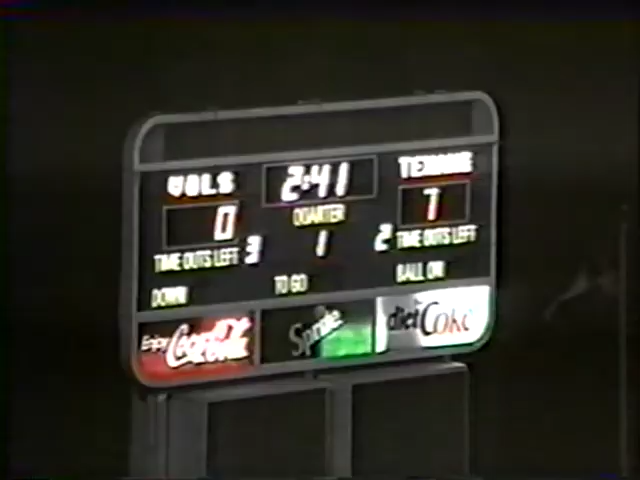 VOLS 2:41 TEXANS
0 QUARTER 7
TIME OUTS LEFT 3 1 2 TIME OUTS LEFT
DOWN TO GO BALL ON
Enjoy Coca-Cola Sprite diet Coke